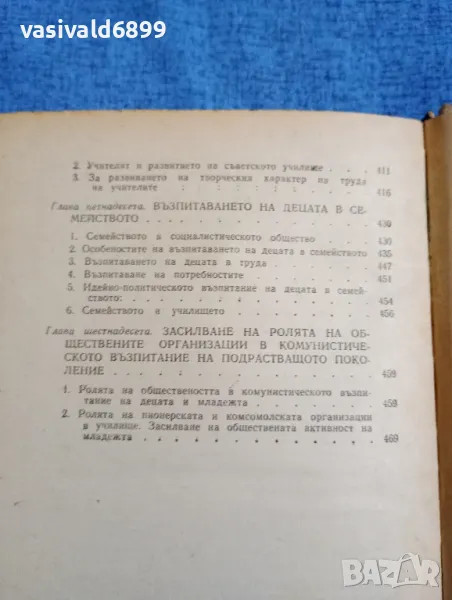 vasivald6899
2. Учителят и развитието на съветското училище . . . 411
3. За развиването на творческия характер на труда
на учителите . : : : : : : : : . . 416
Глава петнадесета. ВЪЗПИТАВАНЕТО НА ДЕЦАТА В СЕ-
МЕЙСТВОТО . . . . . . . . . . 430
1. Семейството в социалистическото общество . . . 430
2. Особеностите на възпитаването на децата в семейството 435
3. Възпитаването на децата в труда . . . . 447
4. Възпитаване на потребностите . . . . . 451
5. Идейно-политическото възпитание на децата в семей-
ството: . . . . . . . . . . 454
6. Семейството и училището . . . . . . 456
Глава шестнадесета. ЗАСИЛВАНЕ НА РОЛЯТА НА ОБ-
ЩЕСТВЕНИТЕ ОРГАНИЗАЦИИ В КОМУНИСТИЧЕ-
СКОТО ВЪЗПИТАНИЕ НА ПОДРАСТВАЩОТО ПОКО-
ЛЕНИЕ . . . . . . . . . . . 458
1. Ролята на обществеността в комунистическото възпи-
тание на децата и младежта . . . . . 458
2. Ролята на пионерската и комсомолската организация
в училище. Засилване на обществената активност на
младежта . . . . . . . . . . 469
BAZAR